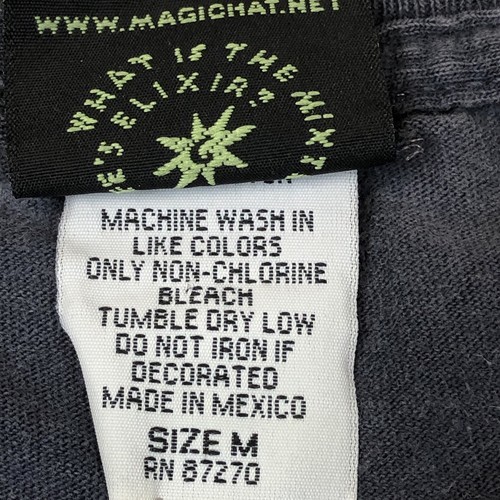 WWW.MAGICHAT.NET
WHAT IS THE MiXT
E'S ELIXIR?
MACHINE WASH IN
LIKE COLORS
ONLY NON-CHLORINE
BLEACH
TUMBLE DRY LOW
DO NOT IRON IF
DECORATED
MADE IN MEXICO
SIZE M
RN 87270